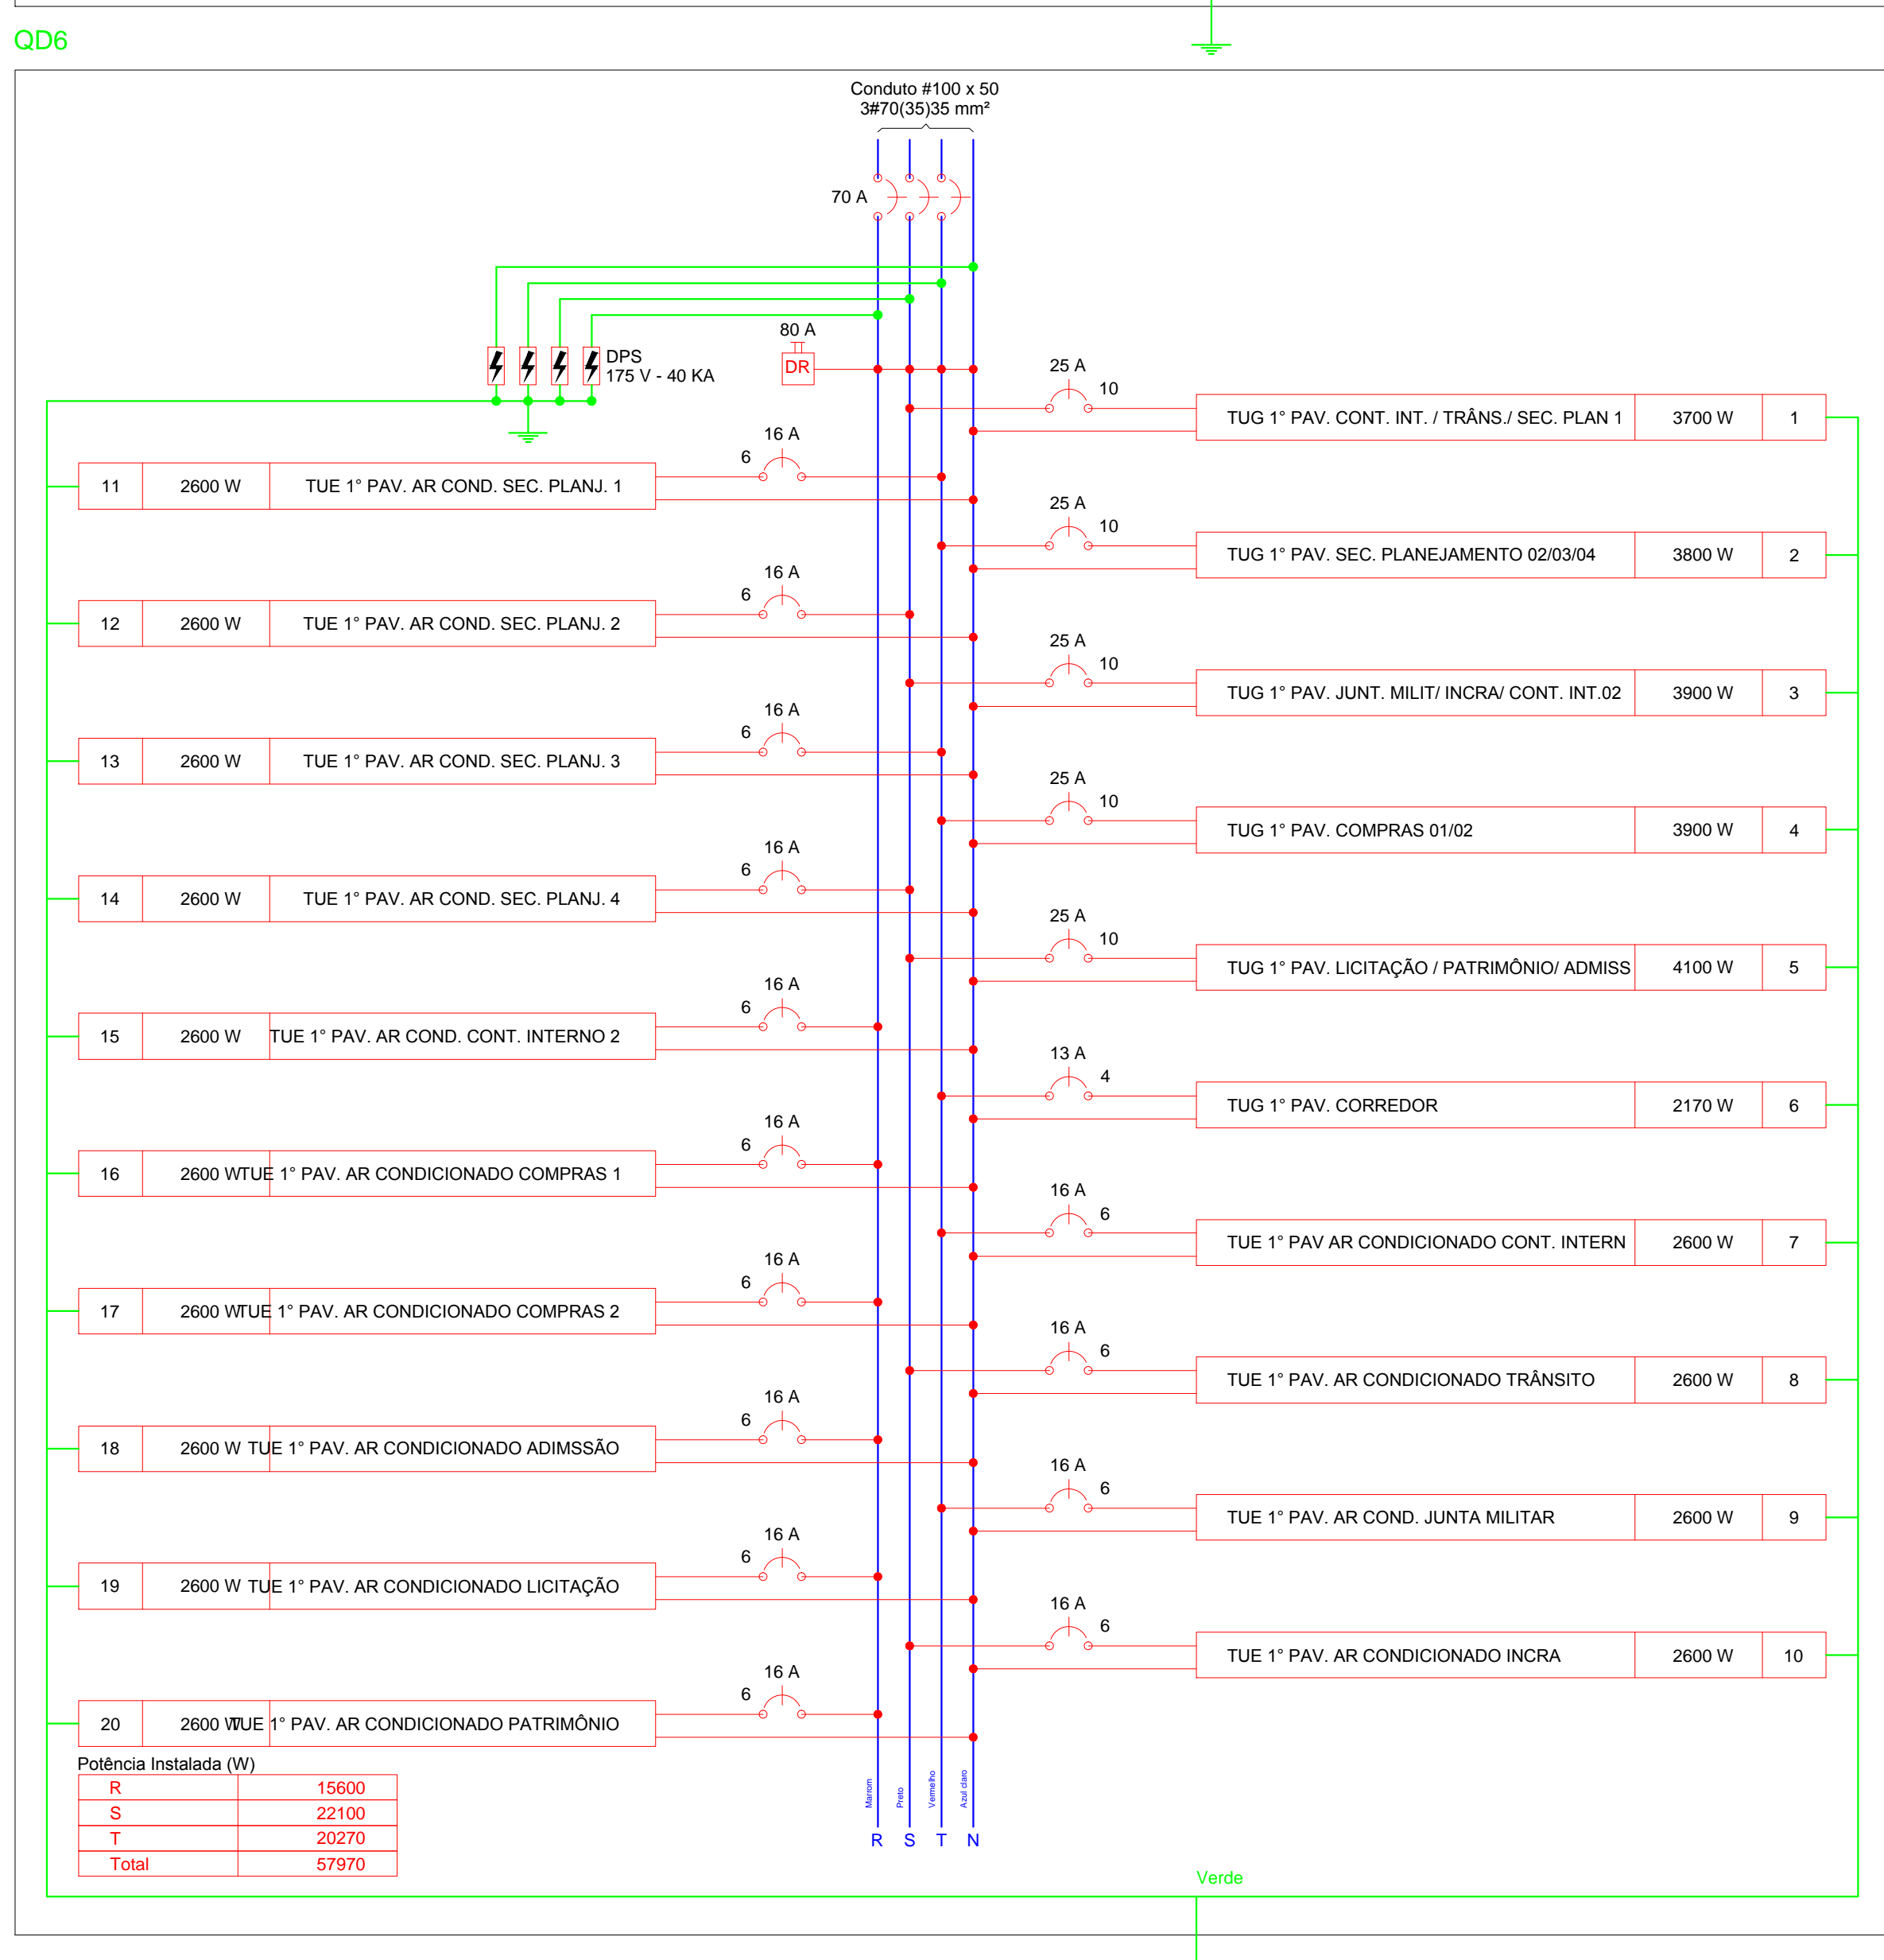 QD6
Conduto #100 x 50
3#70(35)35 mm²
70 A
DPS
175 V - 40 KA
80 A
DR
25 A
10
TUG 1° PAV. CONT. INT. / TRÂNS./ SEC. PLAN 1 3700 W 1
16 A
6
11 2600 W TUE 1° PAV. AR COND. SEC. PLANJ. 1
25 A
10
TUG 1° PAV. SEC. PLANEJAMENTO 02/03/04 3800 W 2
16 A
6
12 2600 W TUE 1° PAV. AR COND. SEC. PLANJ. 2
25 A
10
TUG 1° PAV. JUNT. MILIT/ INCRA/ CONT. INT.02 3900 W 3
16 A
6
13 2600 W TUE 1° PAV. AR COND. SEC. PLANJ. 3
25 A
10
TUG 1° PAV. COMPRAS 01/02 3900 W 4
16 A
6
14 2600 W TUE 1° PAV. AR COND. SEC. PLANJ. 4
25 A
10
TUG 1° PAV. LICITAÇÃO / PATRIMÔNIO/ ADMISS 4100 W 5
16 A
6
15 2600 W TUE 1° PAV. AR COND. CONT. INTERNO 2
13 A
4
TUG 1° PAV. CORREDOR 2170 W 6
16 A
6
16 2600 W TUE 1° PAV. AR CONDICIONADO COMPRAS 1
16 A
6
TUE 1° PAV AR CONDICIONADO CONT. INTERN 2600 W 7
16 A
6
17 2600 W TUE 1° PAV. AR CONDICIONADO COMPRAS 2
16 A
6
TUE 1° PAV. AR CONDICIONADO TRÂNSITO 2600 W 8
16 A
6
18 2600 W TUE 1° PAV. AR CONDICIONADO ADIMSSÃO
16 A
6
TUE 1° PAV. AR COND. JUNTA MILITAR 2600 W 9
16 A
6
19 2600 W TUE 1° PAV. AR CONDICIONADO LICITAÇÃO
16 A
6
TUE 1° PAV. AR CONDICIONADO INCRA 2600 W 10
16 A
6
20 2600 W TUE 1° PAV. AR CONDICIONADO PATRIMÔNIO
Potência Instalada (W)
R 15600
S 22100
T 20270
Total 57970
Marrom
Preto
Vermelho
Azul claro
R S T N
Verde